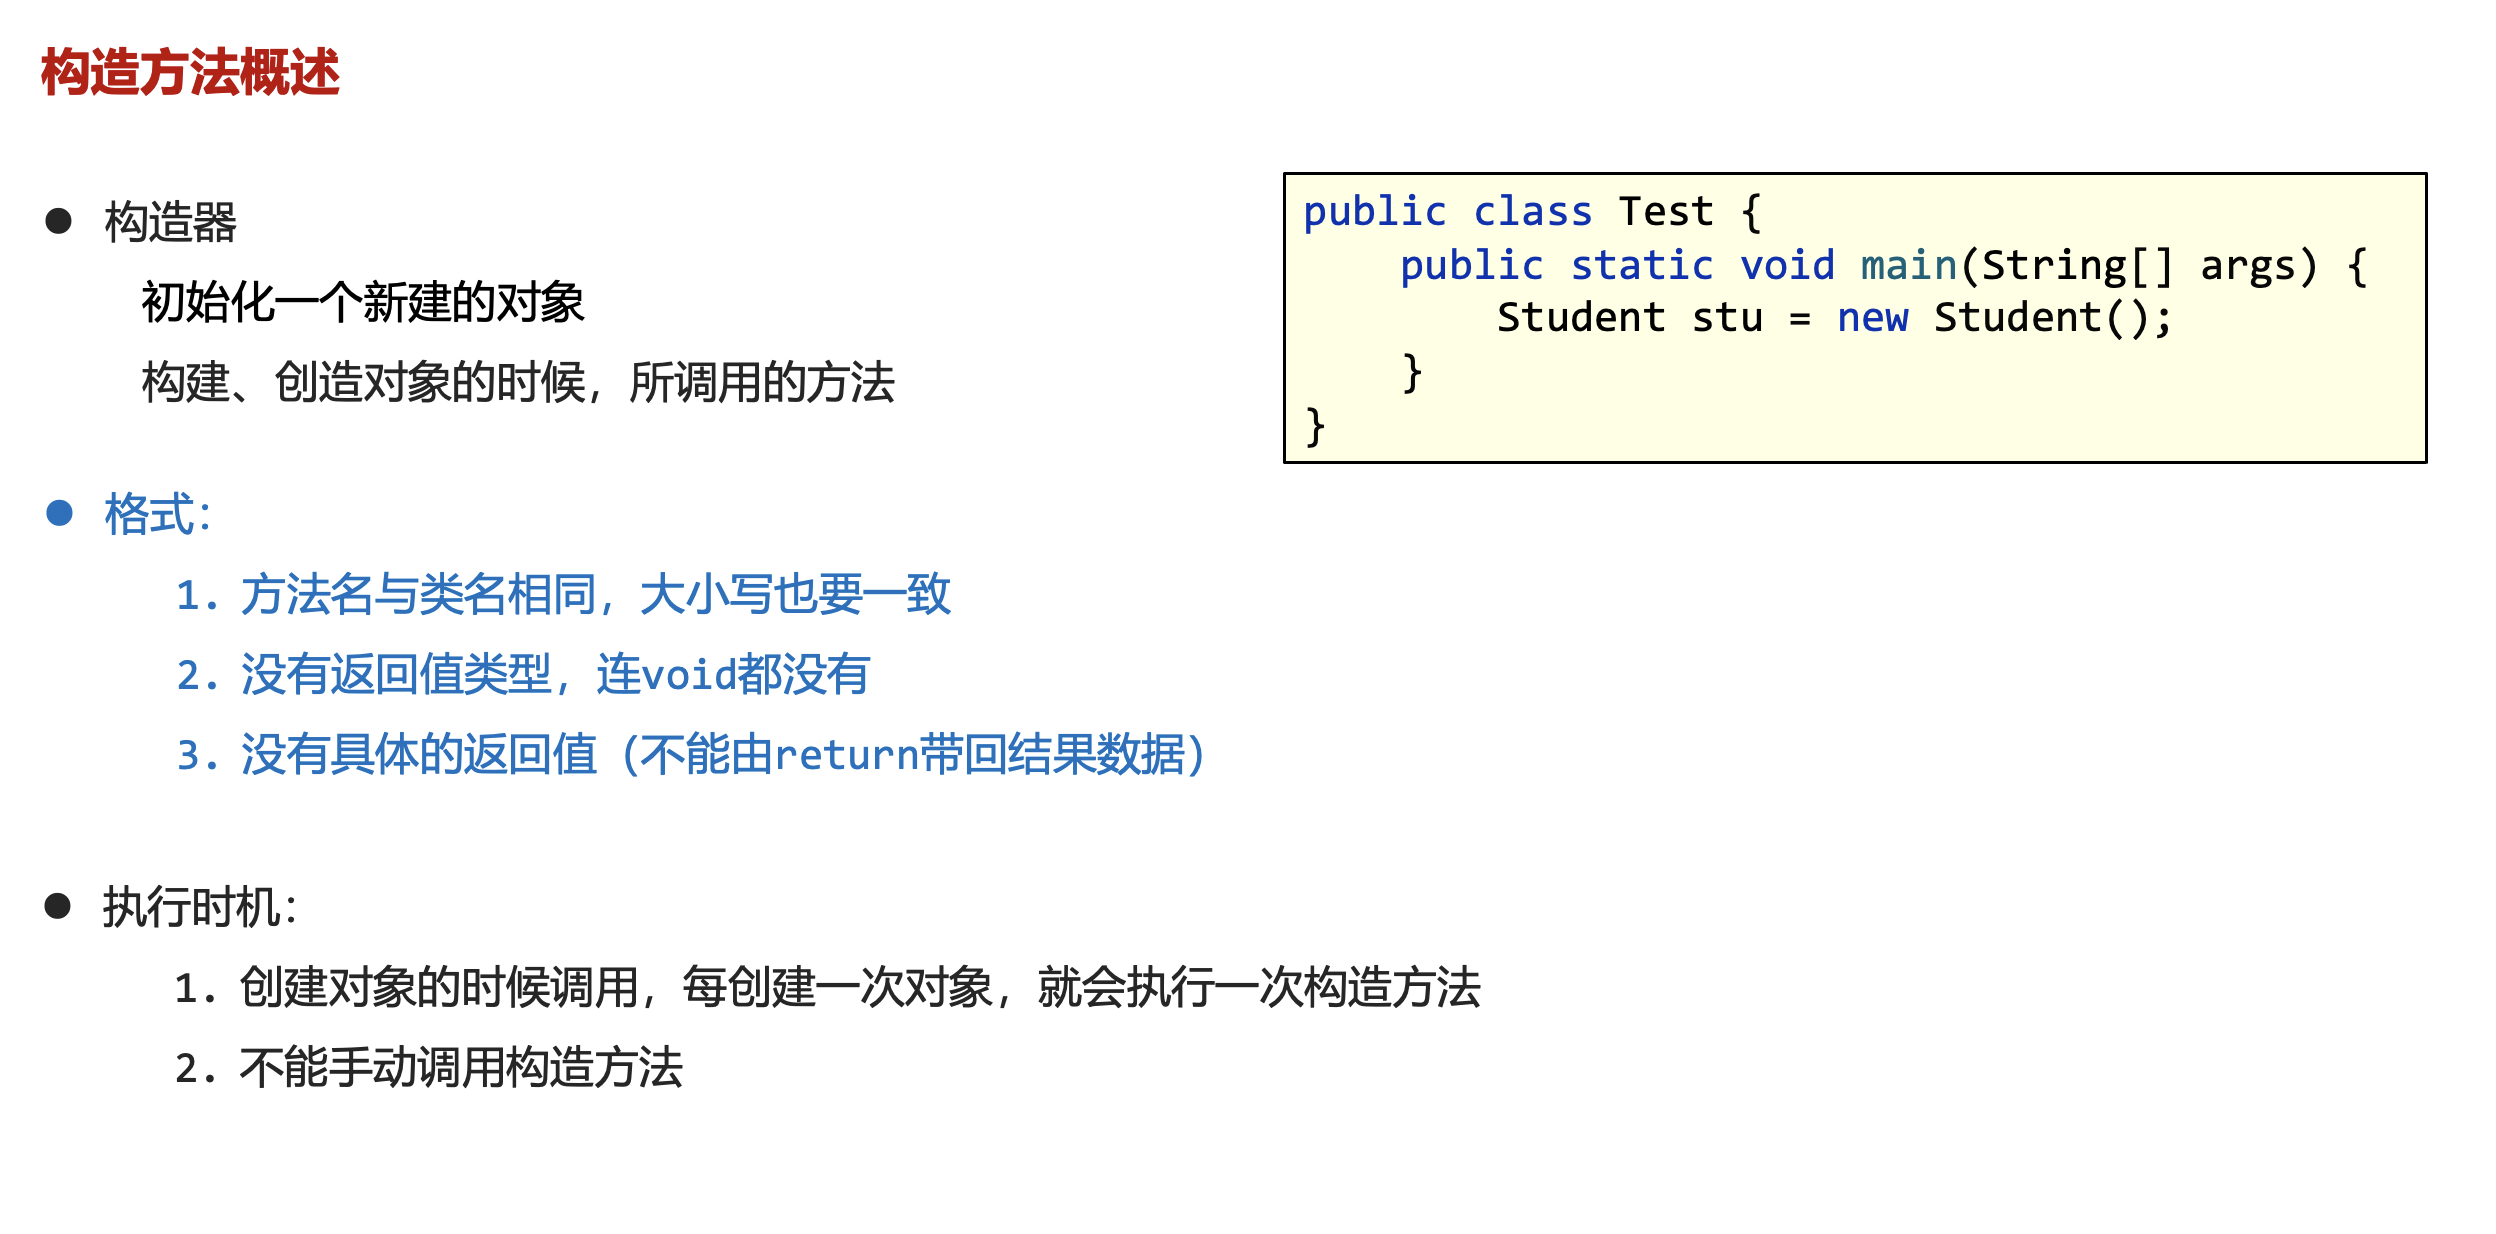 构造方法概述
● 构造器
初始化一个新建的对象
构建、创造对象的时候，所调用的方法
public class Test {
    public static void main(String[] args) {
        Student stu = new Student();
    }
}
● 格式：
1. 方法名与类名相同，大小写也要一致
2. 没有返回值类型，连void都没有
3. 没有具体的返回值（不能由return带回结果数据）
● 执行时机：
1. 创建对象的时候调用，每创建一次对象，就会执行一次构造方法
2. 不能手动调用构造方法